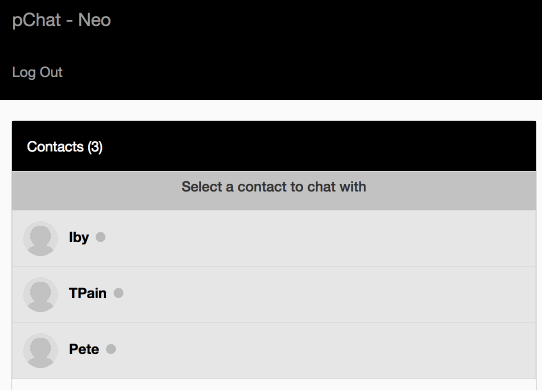 pChat - Neo
Log Out
Contacts (3)
Select a contact to chat with
Iby
TPain
Pete